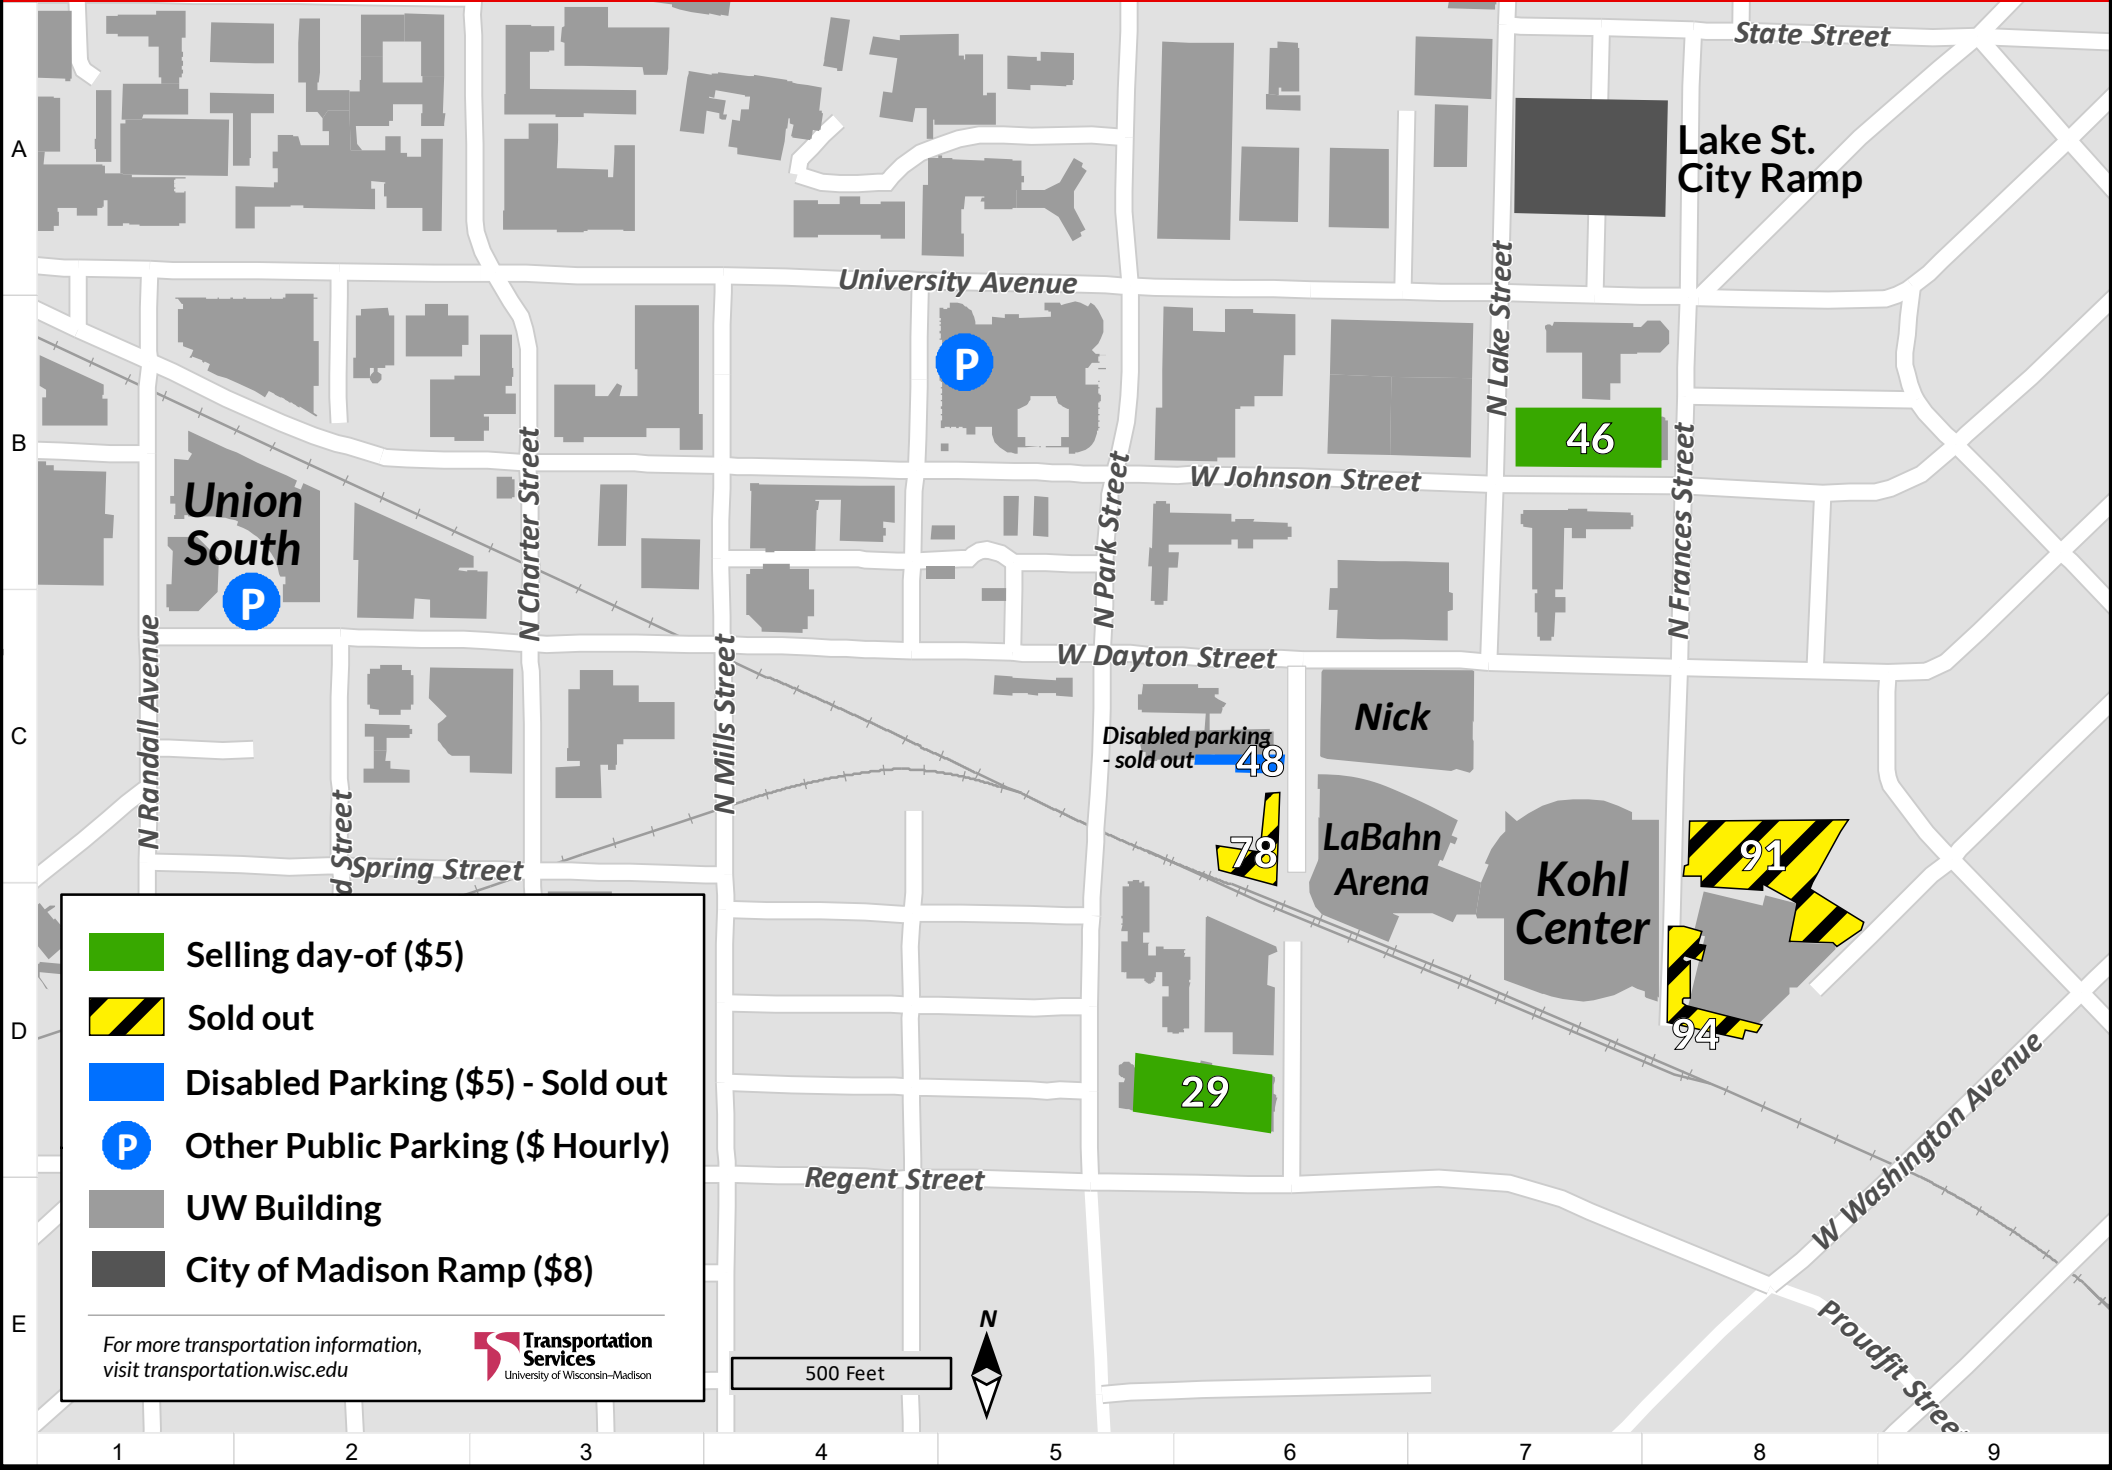 State Street
A
Lake St.
City Ramp
University Avenue
N Lake Street
P
B
46
N Charter Street
N Park Street
W Johnson Street
N Frances Street
Union
South
P
N Randall Avenue
N Mills Street
W Dayton Street
C
Nick
Disabled parking
- sold out
48
78
LaBahn
Arena
Kohl
Center
91
d Street
Spring Street
D
94
29
Regent Street
W Washington Avenue
Proudfit Stree
Selling day-of ($5)
Sold out
Disabled Parking ($5) - Sold out
P
Other Public Parking ($ Hourly)
UW Building
City of Madison Ramp ($8)
For more transportation information,
visit transportation.wisc.edu
Transportation
Services
University of Wisconsin–Madison
E
N
500 Feet
1 2 3 4 5 6 7 8 9